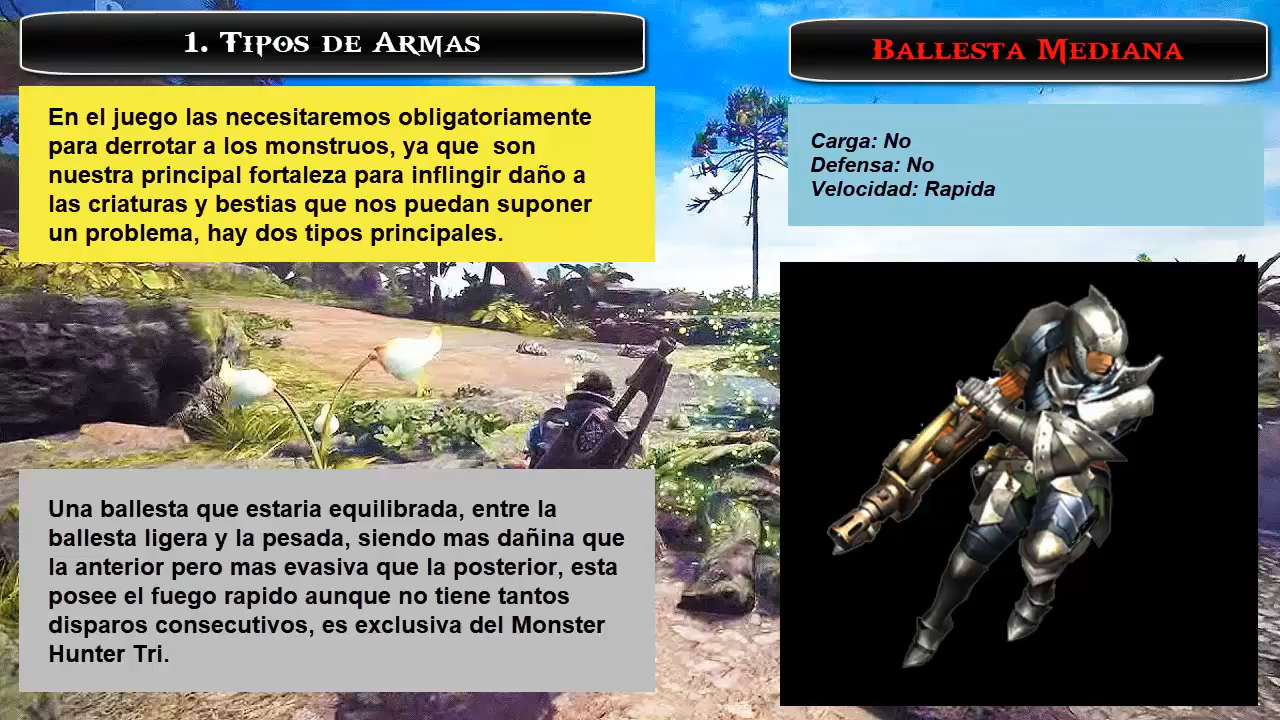 1. Tipos de Armas
En el juego las necesitaremos obligatoriamente
para derrotar a los monstruos, ya que  son
nuestra principal fortaleza para inflingir daño a
las criaturas y bestias que nos puedan suponer
un problema, hay dos tipos principales.
Una ballesta que estaria equilibrada, entre la
ballesta ligera y la pesada, siendo mas dañina que
la anterior pero mas evasiva que la posterior, esta
posee el fuego rapido aunque no tiene tantos
disparos consecutivos, es exclusiva del Monster
Hunter Tri.
Ballesta Mediana
Carga: No
Defensa: No
Velocidad: Rapida